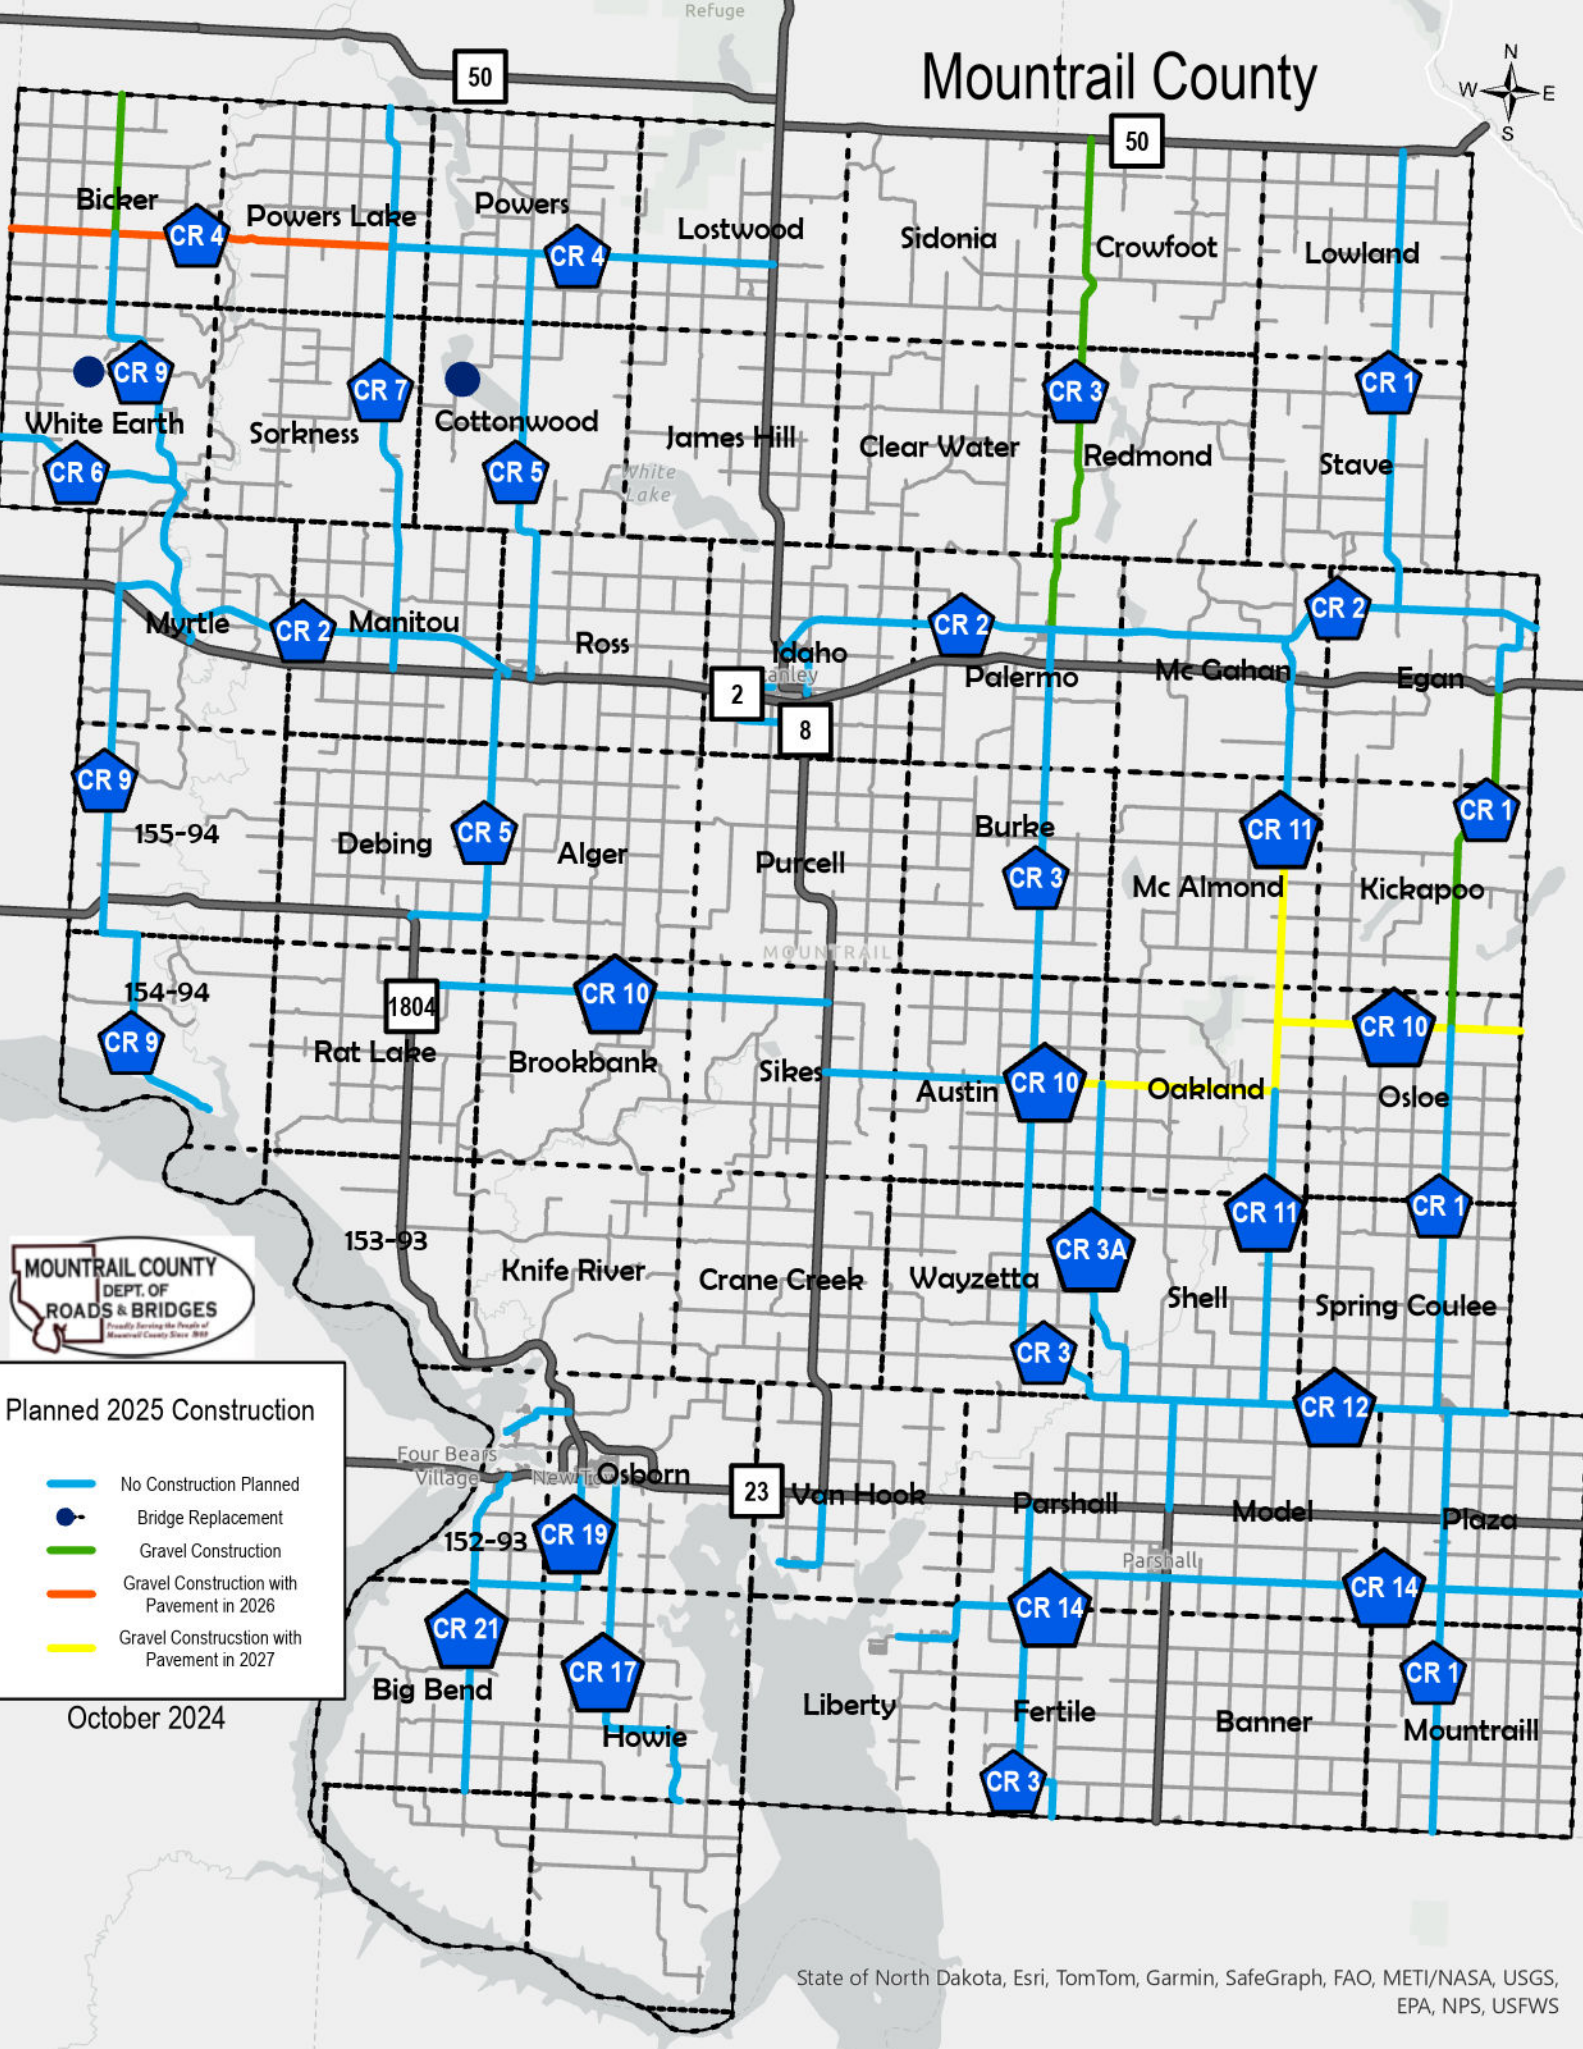 Refuge
Mountrail County
N
W
E
S
50
50
Bicker
CR 4
Powers Lake
Powers
CR 4
Lostwood
Sidonia
Crowfoot
Lowland
CR 9
CR 7
CR 3
CR 1
White Earth
Sorkness
Cottonwood
James Hill
Clear Water
Redmond
Stave
CR 6
CR 5
White
Lake
Myrtle
CR 2
Manitou
Ross
Idaho
CR 2
CR 2
2
8
Palermo
Mc Gahan
Egan
CR 9
155-94
Debing
CR 5
Alger
Purcell
Burke
CR 3
CR 11
Mc Almond
CR 1
Kickapoo
MOUNTRAIL
154-94
CR 9
1804
CR 10
CR 10
Rat Lake
Brookbank
Sikes
Austin
CR 10
Oakland
Osloe
153-93
Knife River
Crane Creek
Wayzetta
CR 3A
CR 11
CR 1
Shell
Spring Coulee
CR 3
CR 12
MOUNTRAIL COUNTY
DEPT. OF
ROADS & BRIDGES
Proudly Serving the People of
Mountrail County Since 1909
Planned 2025 Construction
No Construction Planned
Bridge Replacement
Gravel Construction
Gravel Construction with
Pavement in 2026
Gravel Construcstion with
Pavement in 2027
October 2024
Four Bears
Village
Osborn
23
Van Hook
Parshall
Model
Plaza
152-93
CR 19
Parshall
CR 14
CR 14
CR 21
CR 17
CR 1
Big Bend
Howie
Liberty
Fertile
Banner
Mountraill
CR 3
State of North Dakota, Esri, TomTom, Garmin, SafeGraph, FAO, METI/NASA, USGS,
EPA, NPS, USFWS